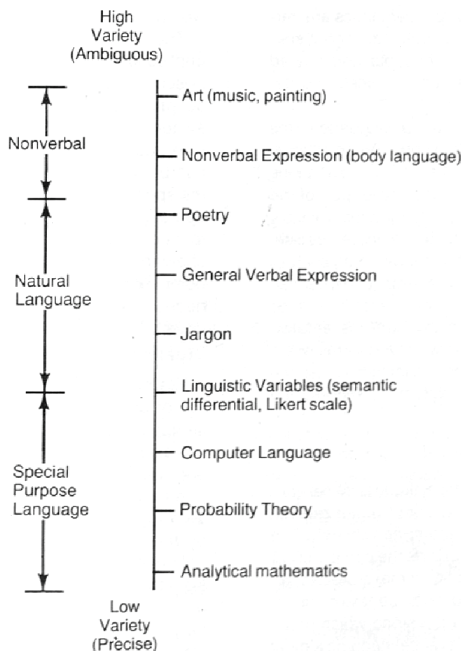 High
Variety
(Ambiguous)
Art (music, painting)
Nonverbal
Nonverbal Expression (body language)
Poetry
General Verbal Expression
Natural
Language
Jargon
Linguistic Variables (semantic
differential, Likert scale)
Computer Language
Special
Purpose
Language
Probability Theory
Analytical mathematics
Low
Variety
(Precise)